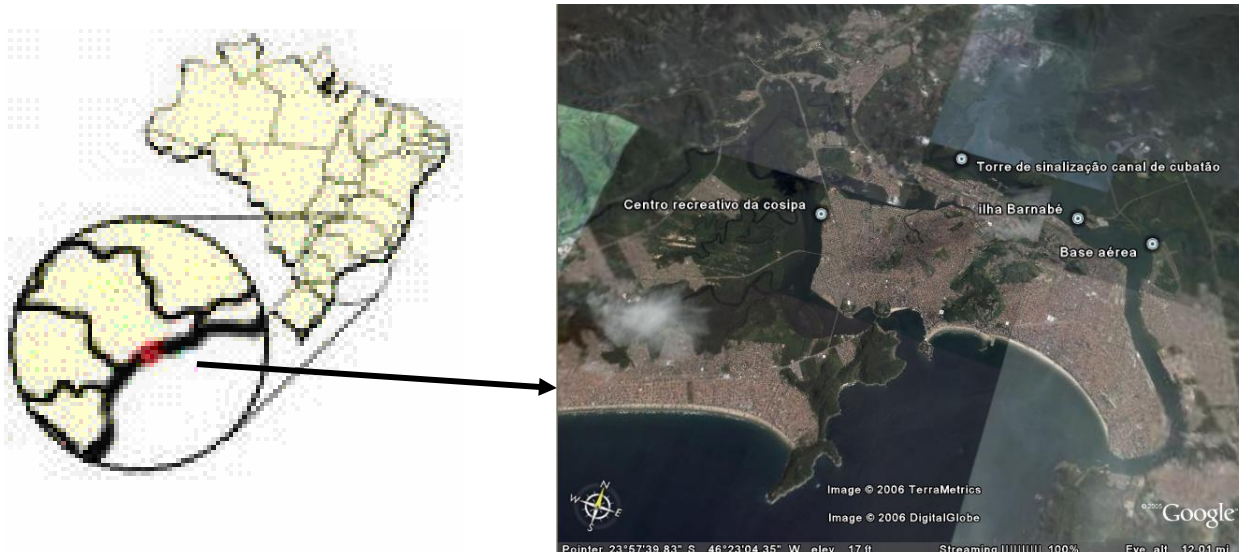 Torre de sinalização canal de cubatão
Centro recreativo da cosipa
ilha Barnabé
Base aérea
N
W
E
S
Image © 2006 TerraMetrics
Image © 2006 DigitalGlobe
© 2005 Google
Pointer 23°57'39.83" S 46°23'04.35" W elev 17 ft Streaming 100% Eye alt 12.01 mi